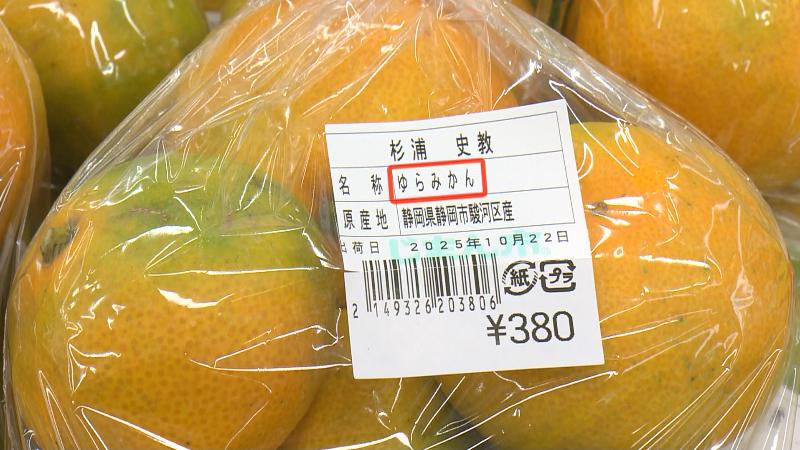 杉浦 史教
名 称 ゆらみかん
原産地 静岡県静岡市駿河区産
出荷日 2025年10月22日
2 149326 203806 紙 プラ
¥380